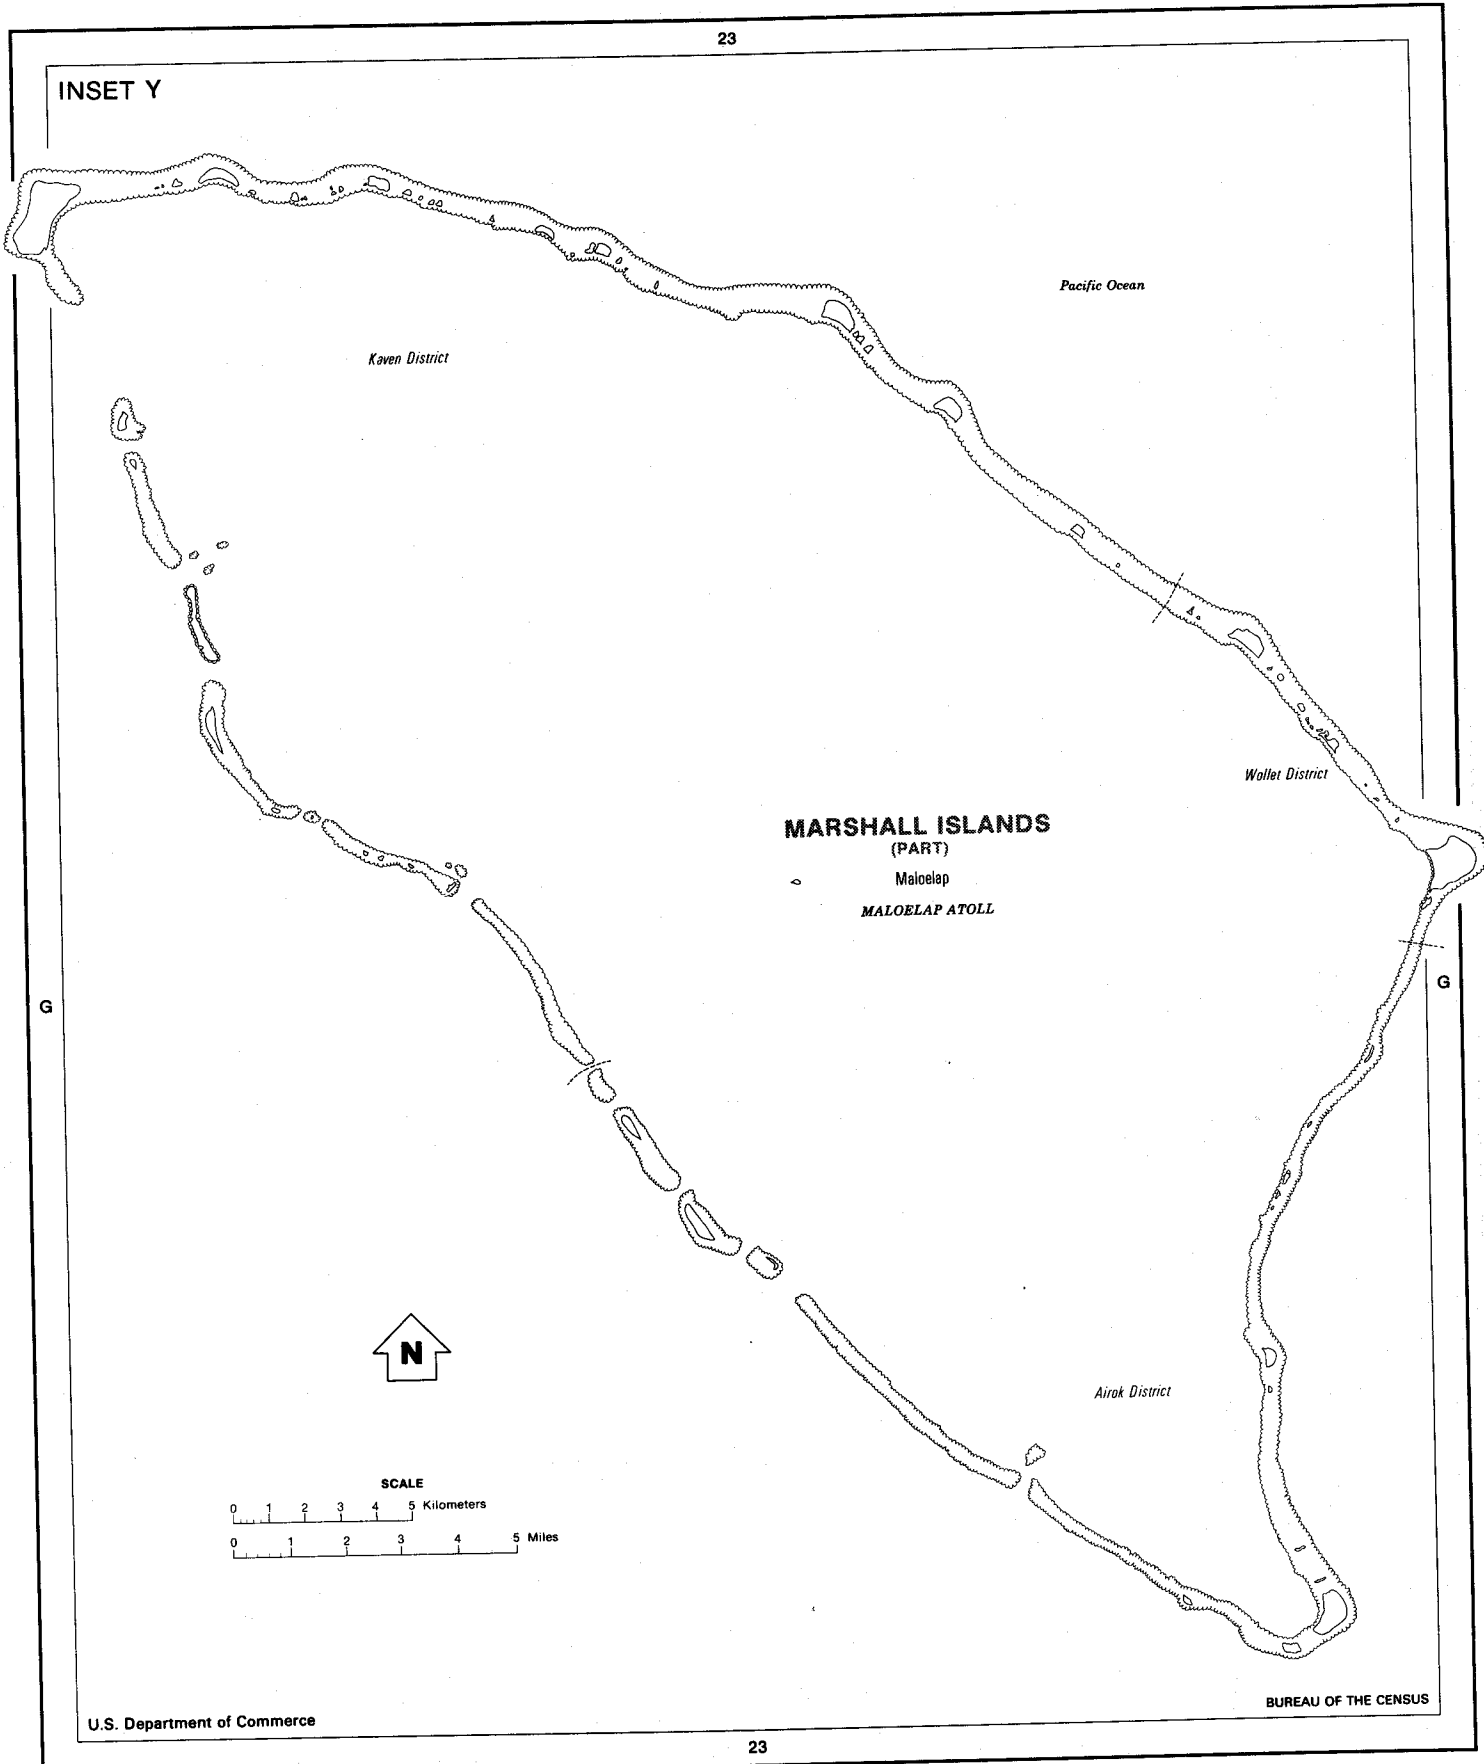 23
INSET Y
Pacific Ocean
Kaven District
Wollet District
MARSHALL ISLANDS
(PART)
Maloelap
MALOELAP ATOLL
G
G
N
Airok District
SCALE
0 1 2 3 4 5 Kilometers
0 1 2 3 4 5 Miles
U.S. Department of Commerce
BUREAU OF THE CENSUS
23